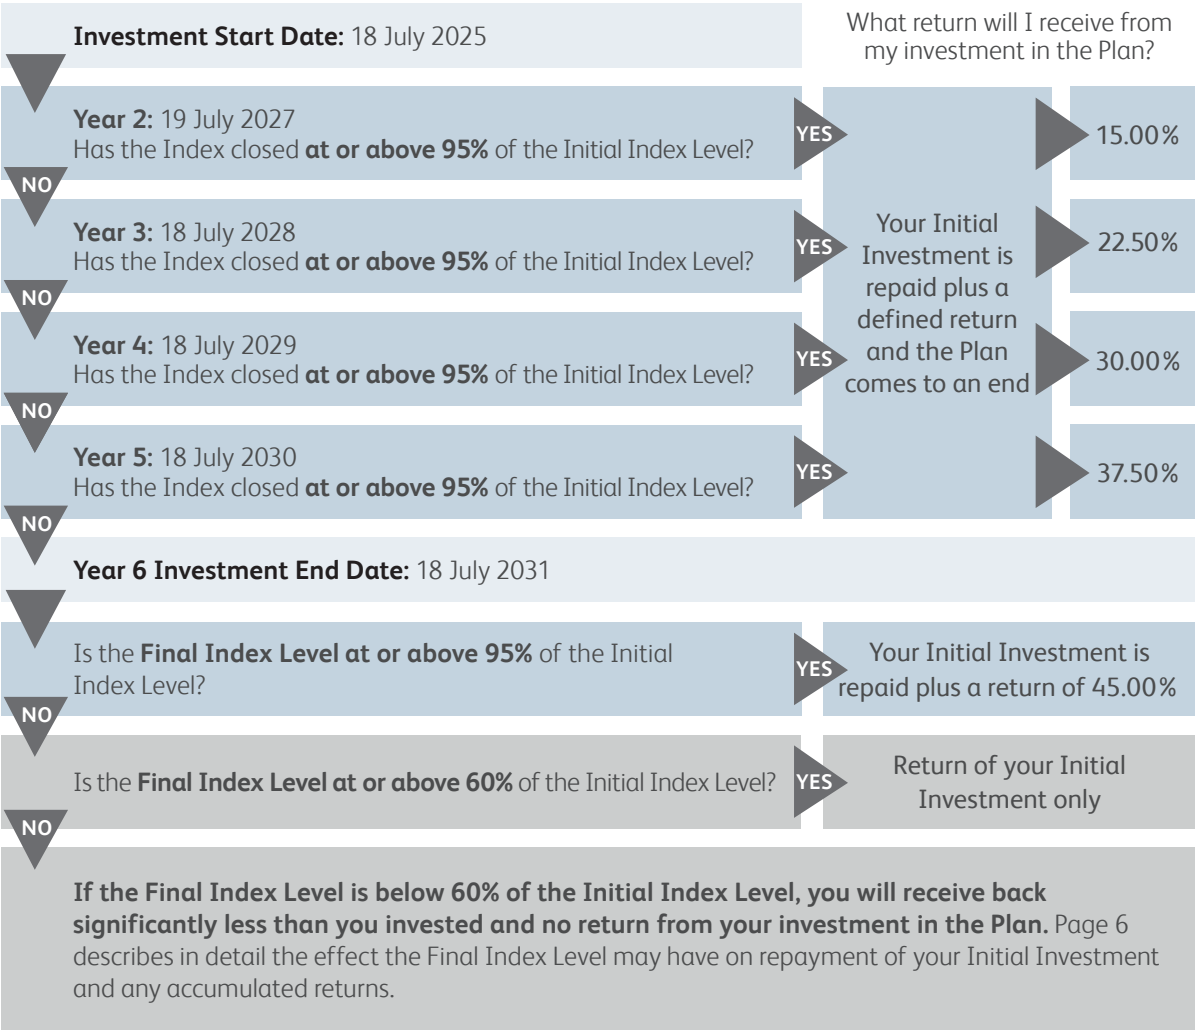 Investment Start Date: 18 July 2025
What return will I receive from
my investment in the Plan?
Year 2: 19 July 2027
Has the Index closed at or above 95% of the Initial Index Level?
YES
15.00%
NO
Year 3: 18 July 2028
Has the Index closed at or above 95% of the Initial Index Level?
YES
Your Initial
Investment is
repaid plus a
defined return
and the Plan
comes to an end
22.50%
NO
Year 4: 18 July 2029
Has the Index closed at or above 95% of the Initial Index Level?
YES
30.00%
NO
Year 5: 18 July 2030
Has the Index closed at or above 95% of the Initial Index Level?
YES
37.50%
NO
Year 6 Investment End Date: 18 July 2031
Is the Final Index Level at or above 95% of the Initial
Index Level?
YES
Your Initial Investment is
repaid plus a return of 45.00%
NO
Is the Final Index Level at or above 60% of the Initial Index Level?
YES
Return of your Initial
Investment only
NO
If the Final Index Level is below 60% of the Initial Index Level, you will receive back
significantly less than you invested and no return from your investment in the Plan. Page 6
describes in detail the effect the Final Index Level may have on repayment of your Initial Investment
and any accumulated returns.